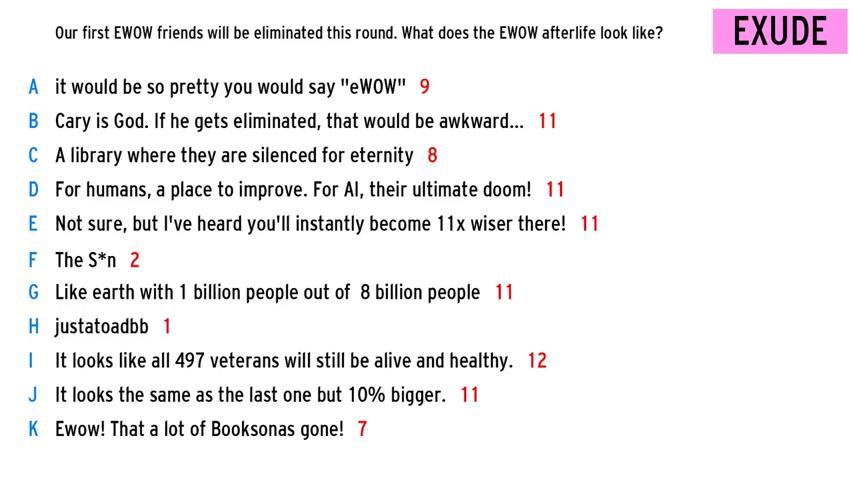 Our first EWOW friends will be eliminated this round. What does the EWOW afterlife look like?
EXUDE
A it would be so pretty you would say "eWOW" 9
B Cary is God. If he gets eliminated, that would be awkward... 11
C A library where they are silenced for eternity 8
D For humans, a place to improve. For AI, their ultimate doom! 11
E Not sure, but I've heard you'll instantly become 11x wiser there! 11
F The S*n 2
G Like earth with 1 billion people out of  8 billion people 11
H justatoadbb 1
I It looks like all 497 veterans will still be alive and healthy. 12
J It looks the same as the last one but 10% bigger. 11
K Ewow! That a lot of Booksonas gone! 7